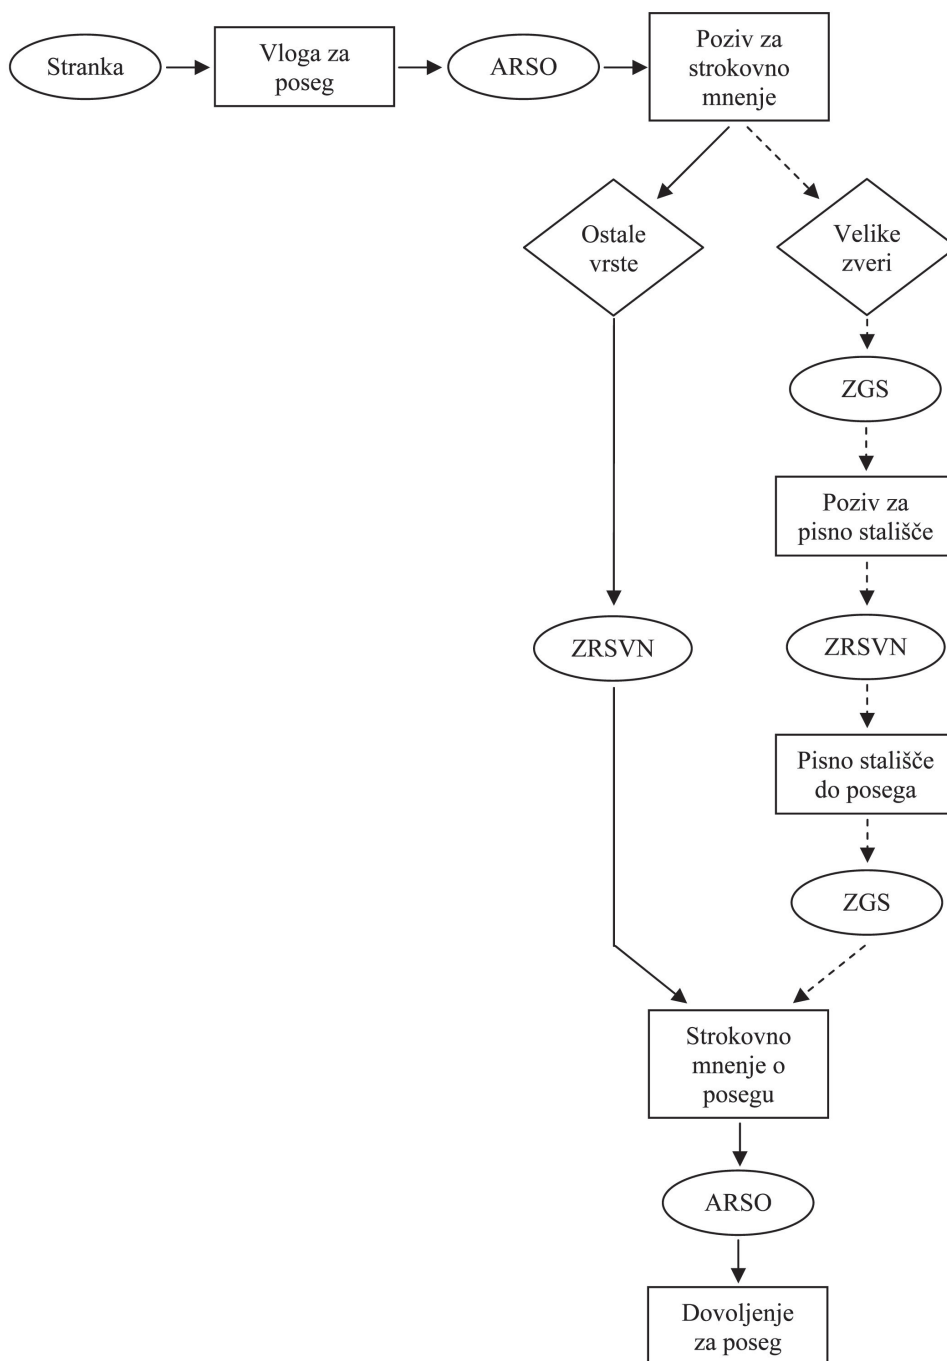 Stranka
Vloga za
poseg
ARSO
Poziv za
strokovno
mnenje
Ostale
vrste
Velike
zveri
ZGS
Poziv za
pisno stališče
ZRSVN
ZRSVN
Pisno stališče
do posega
ZGS
Strokovno
mnenje o
posegu
ARSO
Dovoljenje
za poseg